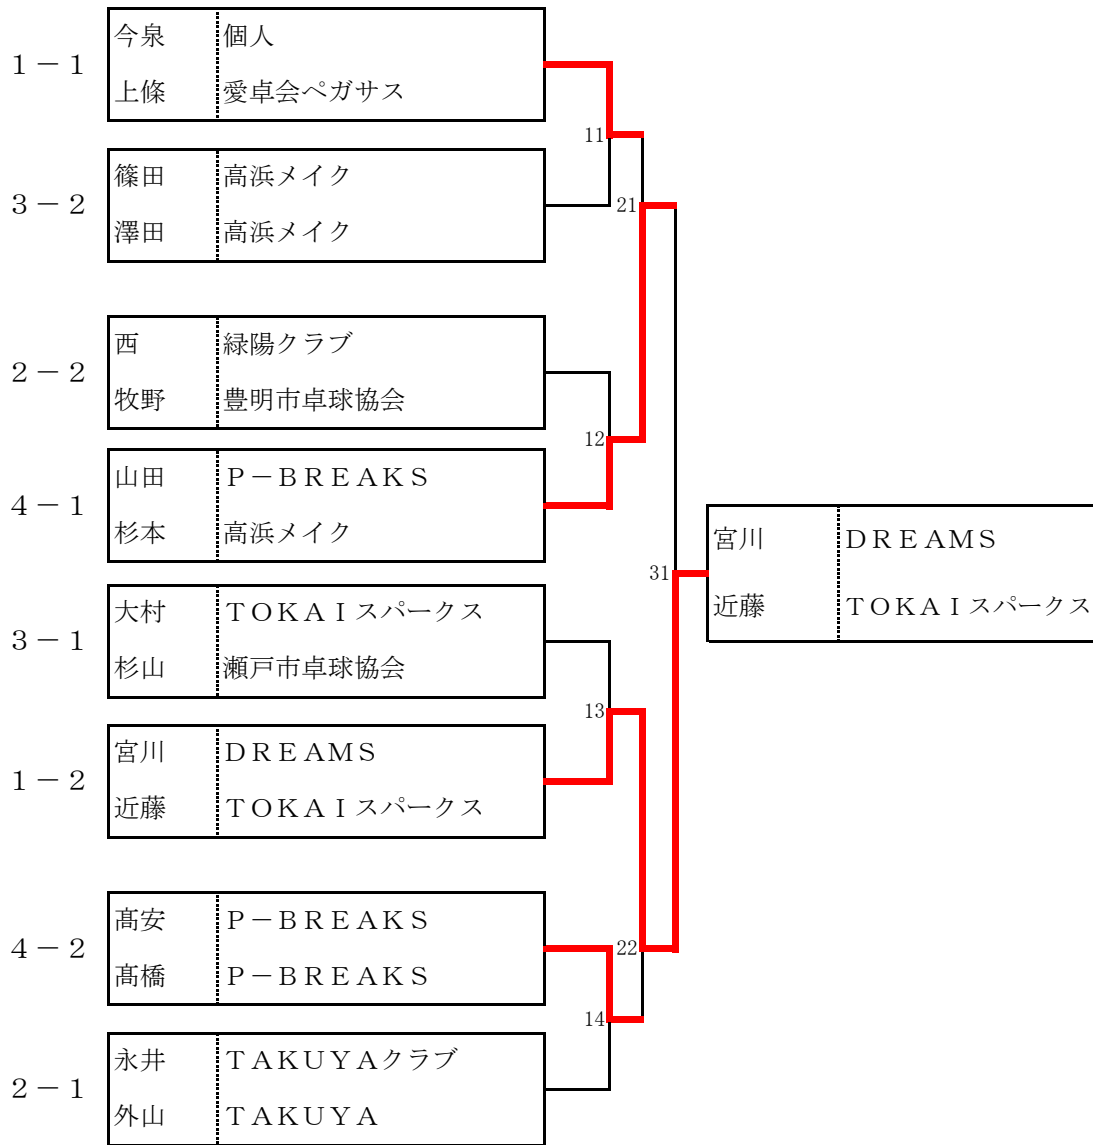 今泉 個人
1－1
上條 愛卓会ペガサス
11
篠田 高浜メイク
3－2
澤田 高浜メイク
21
西 緑陽クラブ
2－2
牧野 豊明市卓球協会
12
山田 Ｐ－ＢＲＥＡＫＳ
4－1
杉本 高浜メイク
宮川 ＤＲＥＡＭＳ
31
近藤 ＴＯＫＡＩスパークス
大村 ＴＯＫＡＩスパークス
3－1
杉山 瀬戸市卓球協会
13
宮川 ＤＲＥＡＭＳ
1－2
近藤 ＴＯＫＡＩスパークス
髙安 Ｐ－ＢＲＥＡＫＳ
4－2
22
髙橋 Ｐ－ＢＲＥＡＫＳ
14
永井 ＴＡＫＵＹＡクラブ
2－1
外山 ＴＡＫＵＹＡ